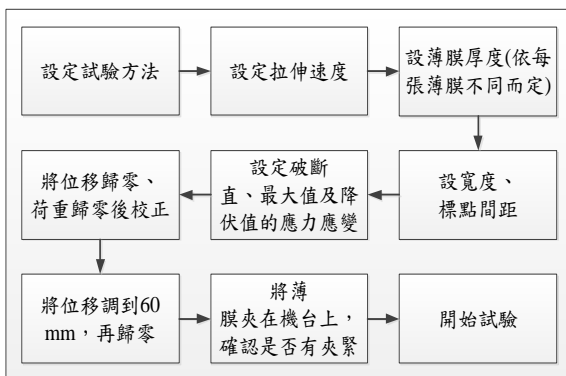 設定試驗方法
設定拉伸速度
設薄膜厚度(依每
張薄膜不同而定)
設寬度、
標點間距
設定破斷
直、最大值及降
伏值的應力應變
將位移歸零、
荷重歸零後校正
將位移調到60
mm，再歸零
將薄
膜夾在機台上，
確認是否有夾緊
開始試驗